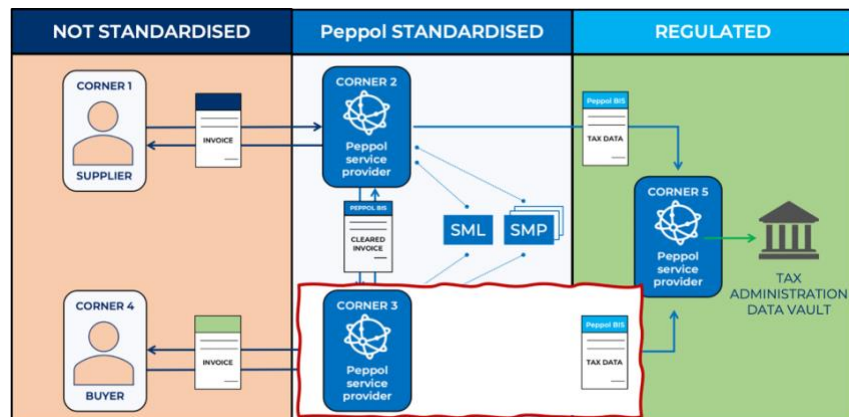 NOT STANDARDISED
Peppol STANDARDISED
REGULATED
CORNER 1
SUPPLIER
INVOICE
CORNER 2
Peppol
service
provider
Peppol BIS
TAX DATA
PEPPOL BIS
CLEARED
INVOICE
SML
SMP
CORNER 5
Peppol
service
provider
TAX
ADMINISTRATION
DATA VAULT
CORNER 4
BUYER
INVOICE
CORNER 3
Peppol
service
provider
Peppol BIS
TAX DATA